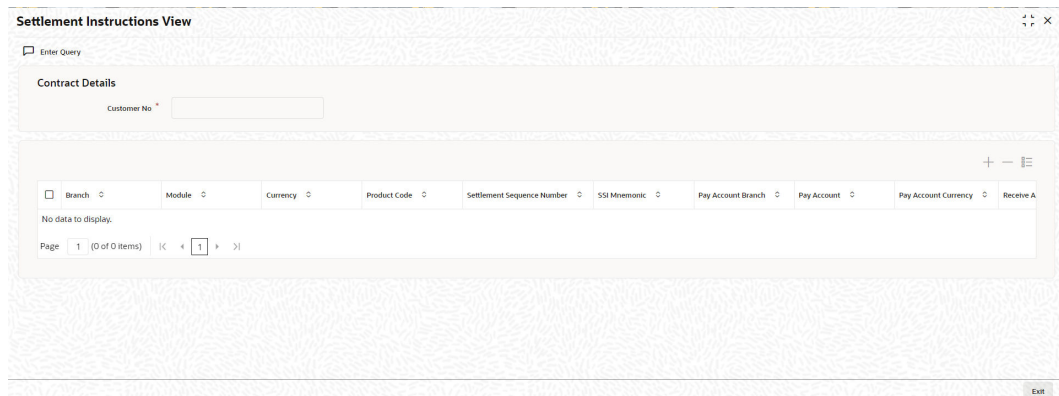 Settlement Instructions View
Enter Query
Contract Details
Customer No *
Branch Module Currency Product Code Settlement Sequence Number SSI Mnemonic Pay Account Branch Pay Account Pay Account Currency Receive A
No data to display.
Page 1 (0 of 0 items) 1
Exit